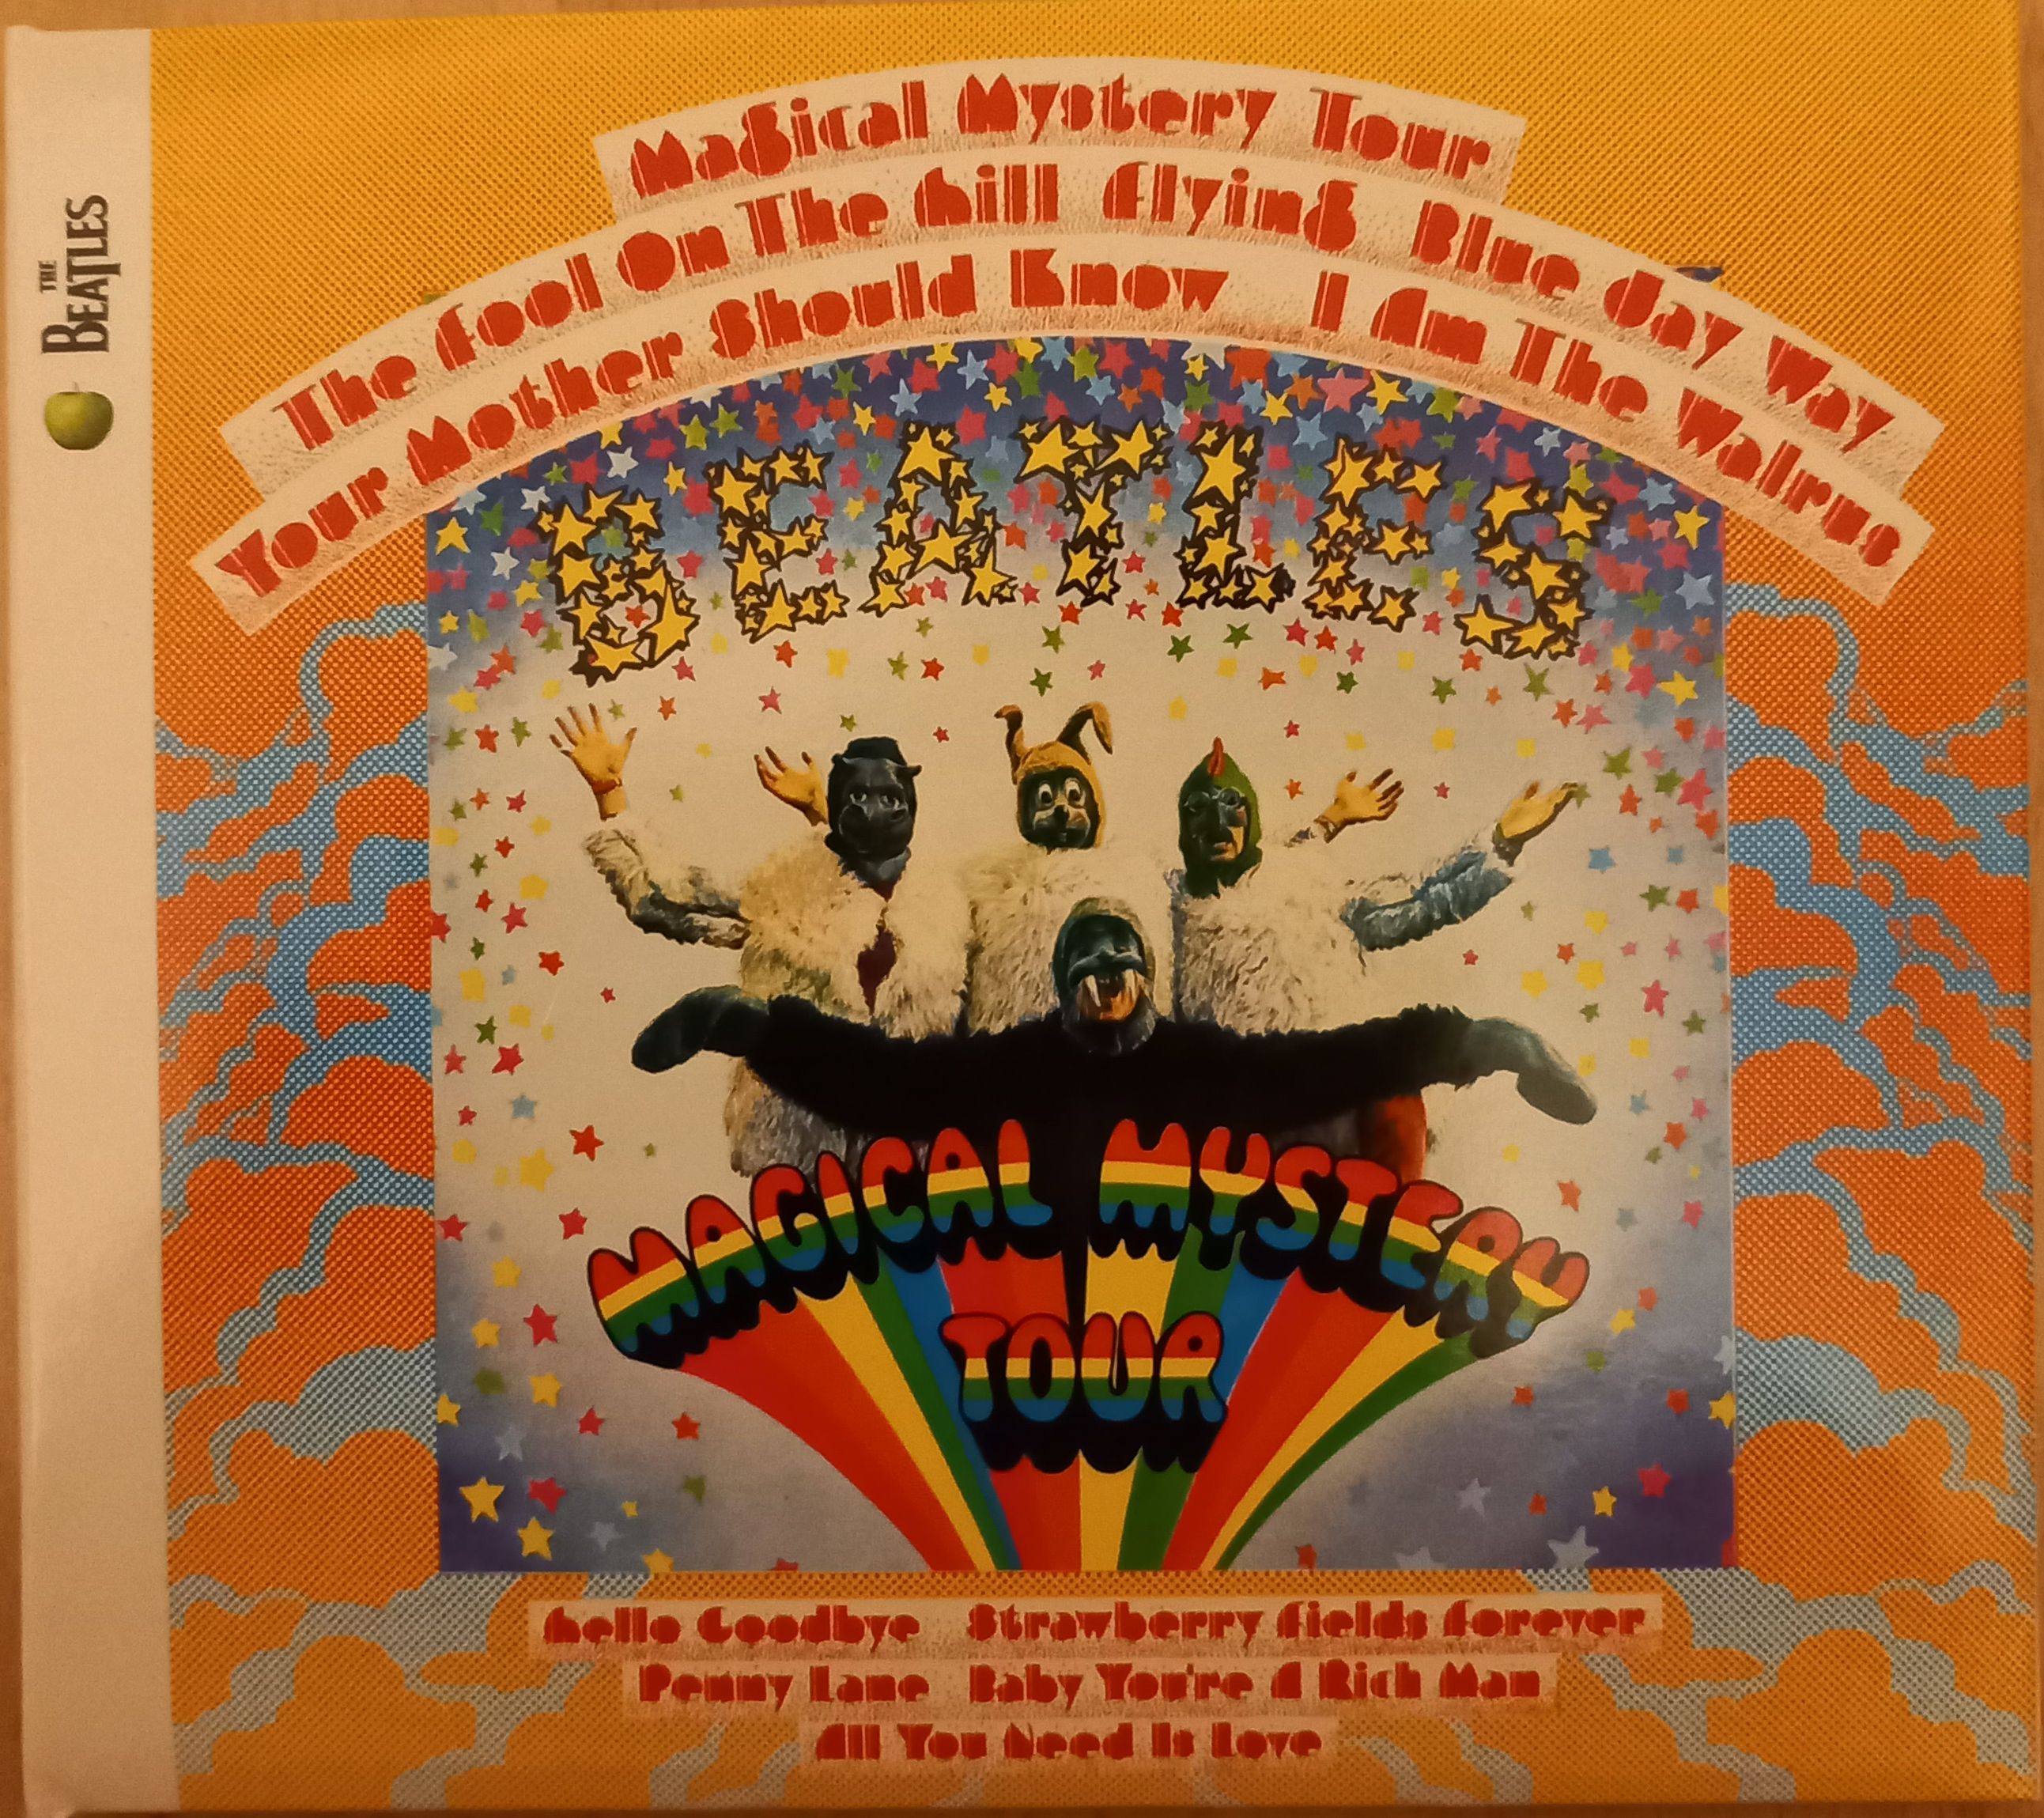 THE
BEATLES
Magical Mystery Tour
The Fool On The Hill Flying Blue Jay Way
Your Mother Should Know I Am The Walrus
BEATLES
MAGICAL MYSTERY
TOUR
Hello Goodbye Strawberry Fields Forever
Penny Lane Baby You're A Rich Man
All You Need Is Love